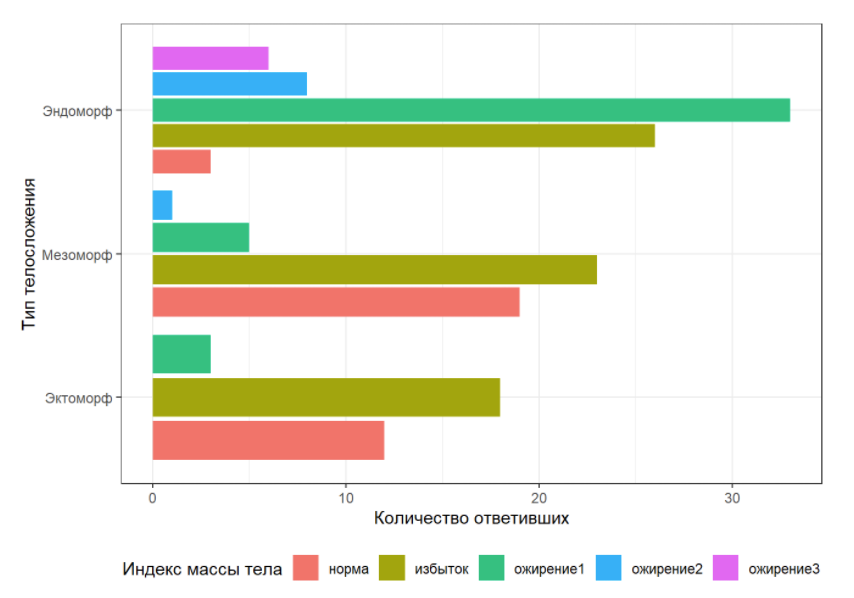 Тип телосложения
Эндоморф
Мезоморф
Эктоморф
0 10 20 30
Количество ответивших
Индекс массы тела норма избыток ожирение1 ожирение2 ожирение3